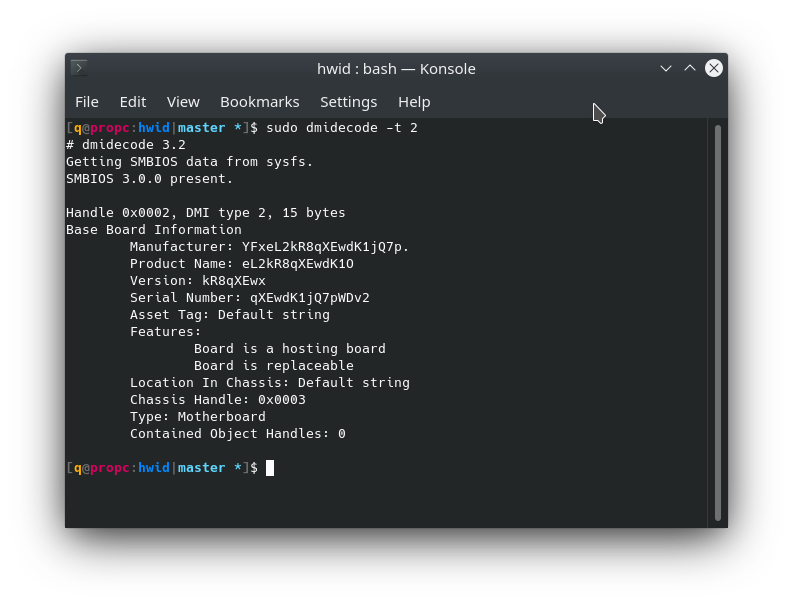 hwid : bash — Konsole
File Edit View Bookmarks Settings Help
[q@propc:hwid|master *]$ sudo dmidecode -t 2
# dmidecode 3.2
Getting SMBIOS data from sysfs.
SMBIOS 3.0.0 present.
Handle 0x0002, DMI type 2, 15 bytes
Base Board Information
Manufacturer: YFxeL2kR8qXEwdK1jQ7p.
Product Name: eL2kR8qXEwdK1O
Version: kR8qXEwx
Serial Number: qXEwdK1jQ7pWDv2
Asset Tag: Default string
Features:
Board is a hosting board
Board is replaceable
Location In Chassis: Default string
Chassis Handle: 0x0003
Type: Motherboard
Contained Object Handles: 0
[q@propc:hwid|master *]$